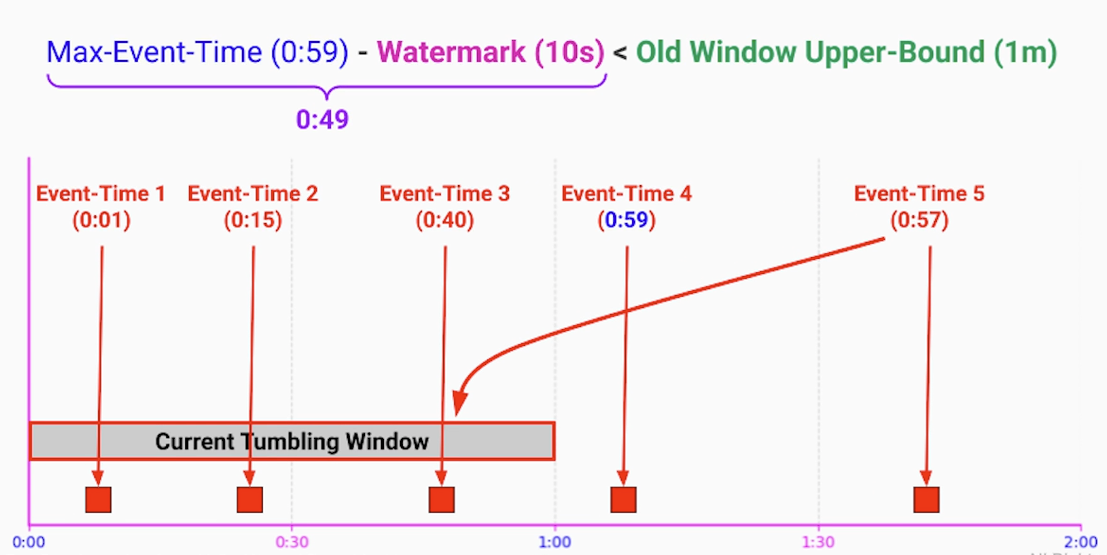 Max-Event-Time (0:59) - Watermark (10s) < Old Window Upper-Bound (1m)
0:49
Event-Time 1 Event-Time 2 Event-Time 3 Event-Time 4 Event-Time 5
(0:01) (0:15) (0:40) (0:59) (0:57)
Current Tumbling Window
0:00 0:30 1:00 1:30 2:00